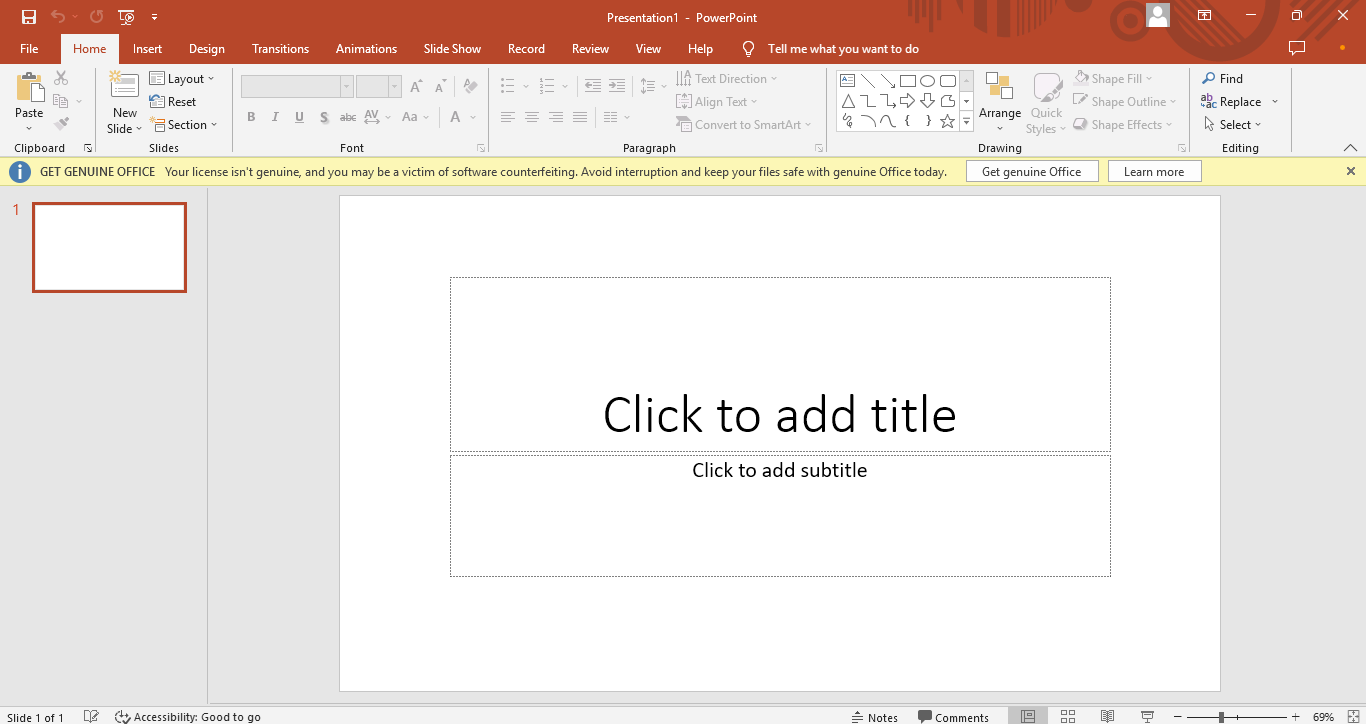 Presentation1 - PowerPoint
File Home Insert Design Transitions Animations Slide Show Record Review View Help Tell me what you want to do
Paste
Clipboard
New Slide
Layout
Reset
Section
Slides
B I U S abc AV Aa A
Font
Text Direction
Align Text
Convert to SmartArt
Paragraph
Arrange
Quick Styles
Shape Fill
Shape Outline
Shape Effects
Drawing
Find
Replace
Select
Editing
GET GENUINE OFFICE Your license isn't genuine, and you may be a victim of software counterfeiting. Avoid interruption and keep your files safe with genuine Office today. Get genuine Office Learn more
1
Click to add title
Click to add subtitle
Slide 1 of 1 Accessibility: Good to go Notes Comments 69%